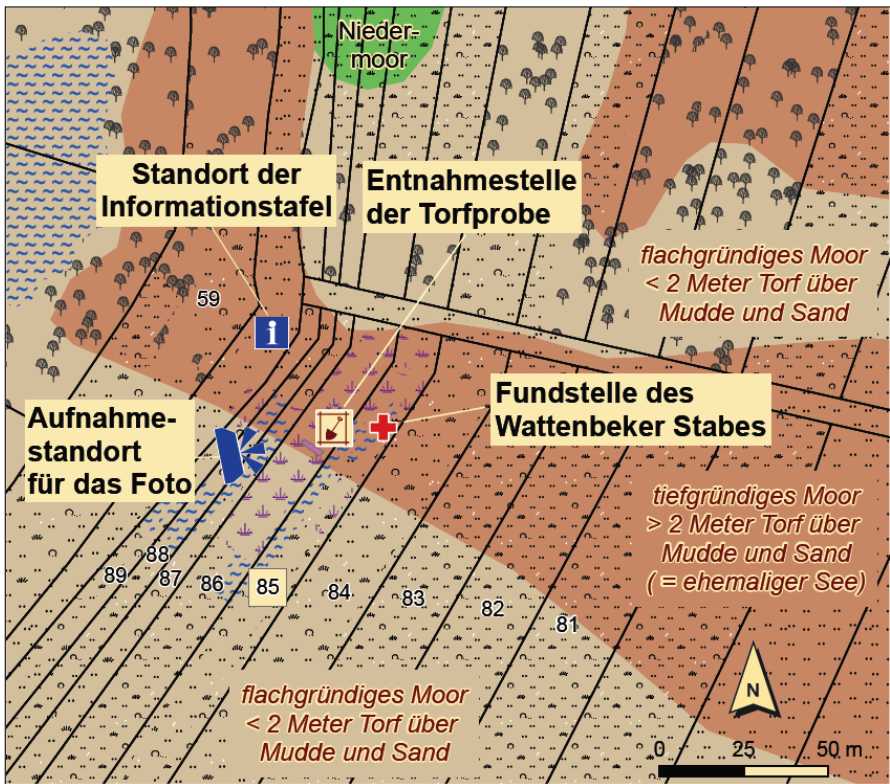 Nieder-
moor
Standort der
Informationstafel
Entnahmestelle
der Torfprobe
flachgründiges Moor
< 2 Meter Torf über
Mudde und Sand
59
i
Aufnahme-
standort
für das Foto
Fundstelle des
Wattenbeker Stabes
tiefgründiges Moor
> 2 Meter Torf über
Mudde und Sand
( = ehemaliger See)
89
88
87
86
85
84
83
82
81
flachgründiges Moor
< 2 Meter Torf über
Mudde und Sand
N
0 25 50 m